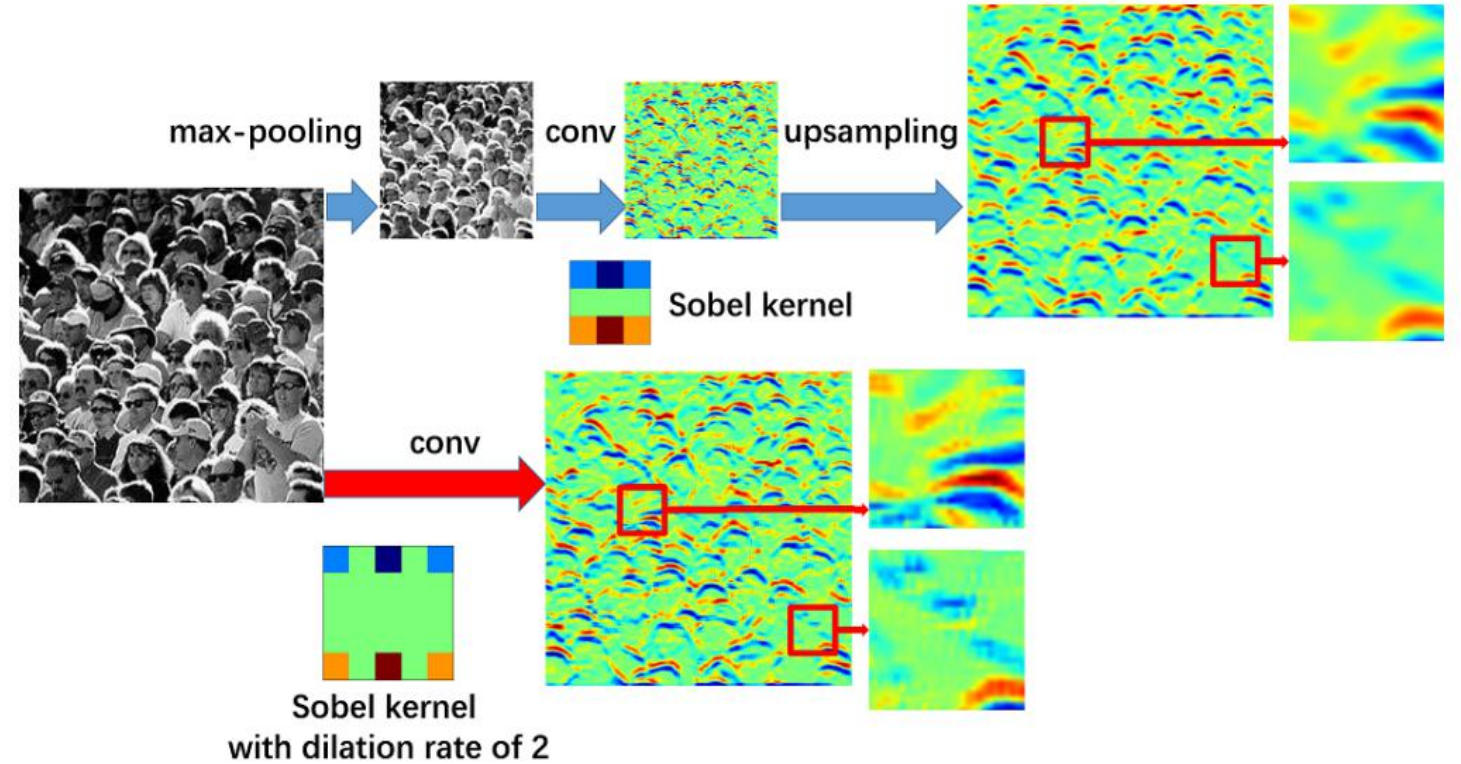 max-pooling
conv
upsampling
Sobel kernel
conv
Sobel kernel
with dilation rate of 2